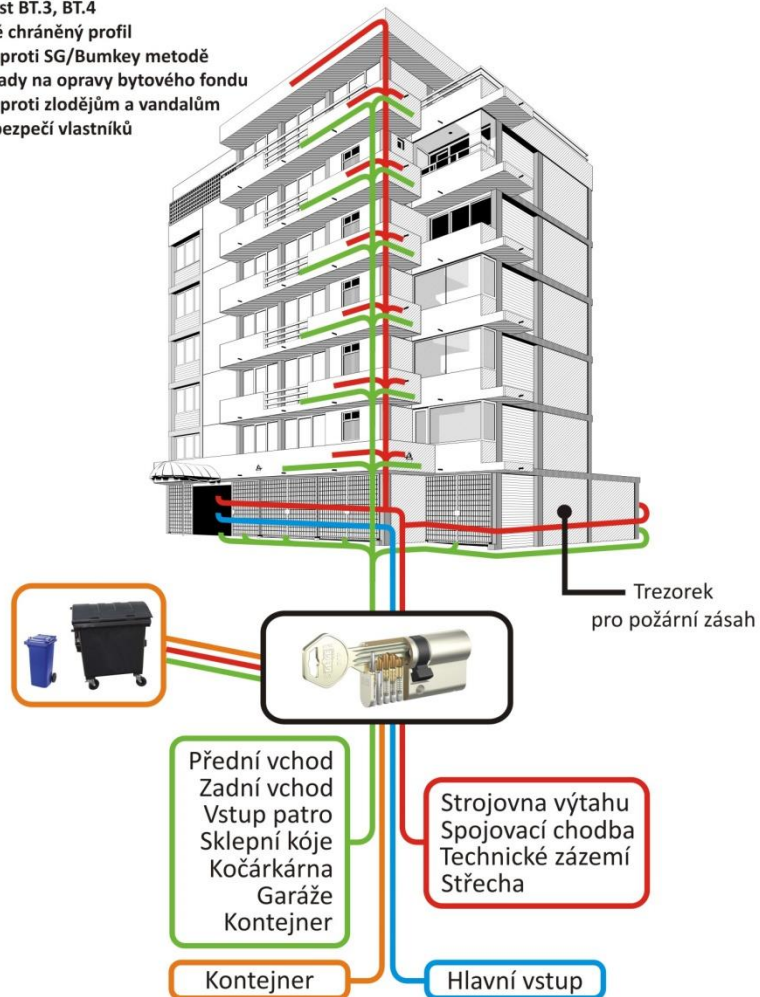 st BT.3, BT.4
chráněný profil
proti SG/Bumkey metodě
ady na opravy bytového fondu
proti zlodějům a vandalům
ezpečí vlastníků
Trezorek
pro požární zásah
Přední vchod
Zadní vchod
Vstup patro
Sklepní kóje
Kočárkárna
Garáže
Kontejner
Strojovna výtahu
Spojovací chodba
Technické zázemí
Střecha
Kontejner
Hlavní vstup